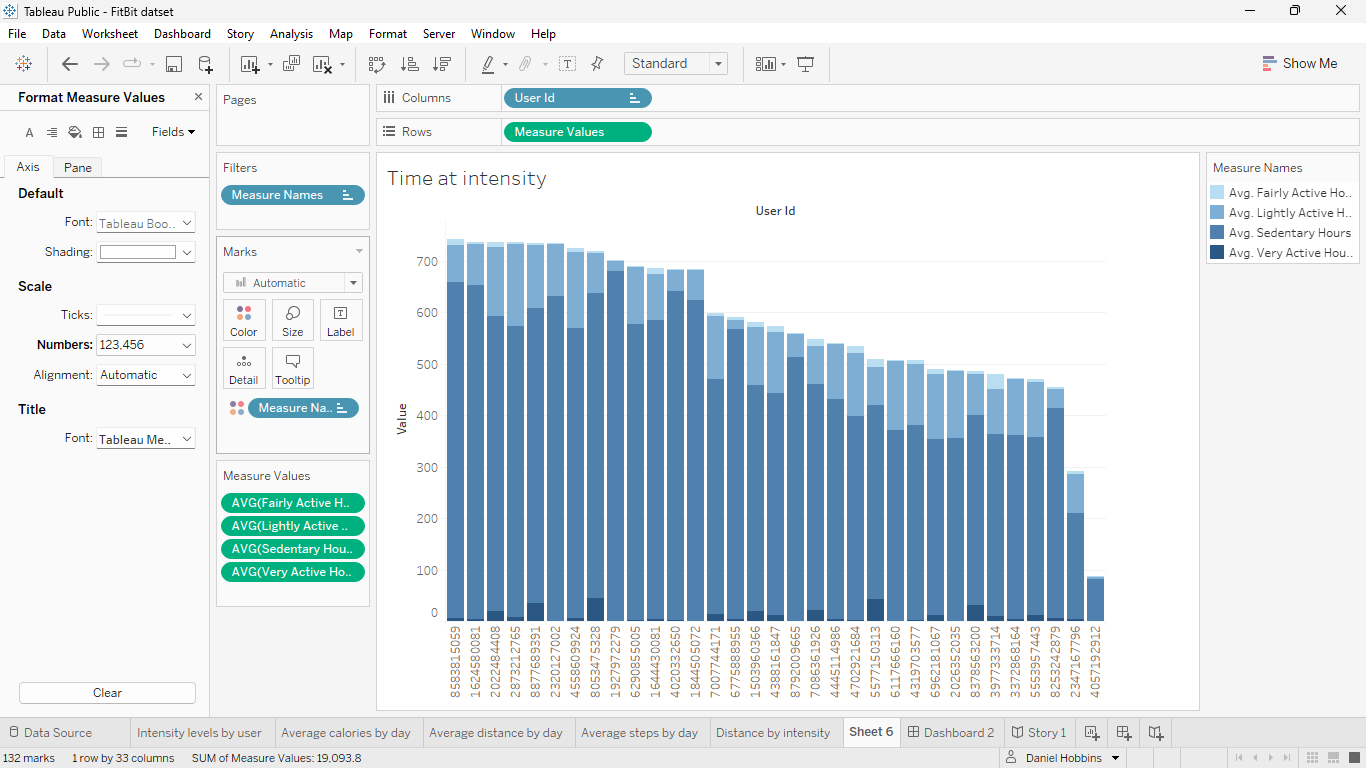 Tableau Public - FitBit datset
File Data Worksheet Dashboard Story Analysis Map Format Server Window Help
Standard
Show Me
Format Measure Values
Fields
Axis Pane
Default
Font: Tableau Boo..
Shading:
Scale
Ticks:
Numbers: 123,456
Alignment: Automatic
Title
Font: Tableau Me..
Clear
Pages
Filters
Measure Names
Marks
Automatic
Color Size Label
Detail Tooltip
Measure Na..
Measure Values
AVG(Fairly Active H..
AVG(Lightly Active ..
AVG(Sedentary Hou..
AVG(Very Active Ho..
Columns User Id
Rows Measure Values
Time at intensity
User Id
Value
700
600
500
400
300
200
100
0
8583815059
1624580081
2022484408
2873212765
8877689391
2320127002
4558609924
8053475328
1927972279
6290855005
1644430081
4020332650
1844505072
7007744171
6775888955
1503960366
4388161847
8792009665
7086361926
4445114986
4702921684
5577150313
6117666160
4319703577
6962181067
2026352035
8378563200
3977333714
3372868164
5553957443
8253242879
2347167796
4057192912
Measure Names
Avg. Fairly Active Ho..
Avg. Lightly Active H..
Avg. Sedentary Hours
Avg. Very Active Hou..
Data Source Intensity levels by user Average calories by day Average distance by day Average steps by day Distance by intensity Sheet 6 Dashboard 2 Story 1
132 marks 1 row by 33 columns SUM of Measure Values: 19,093.8 Daniel Hobbins